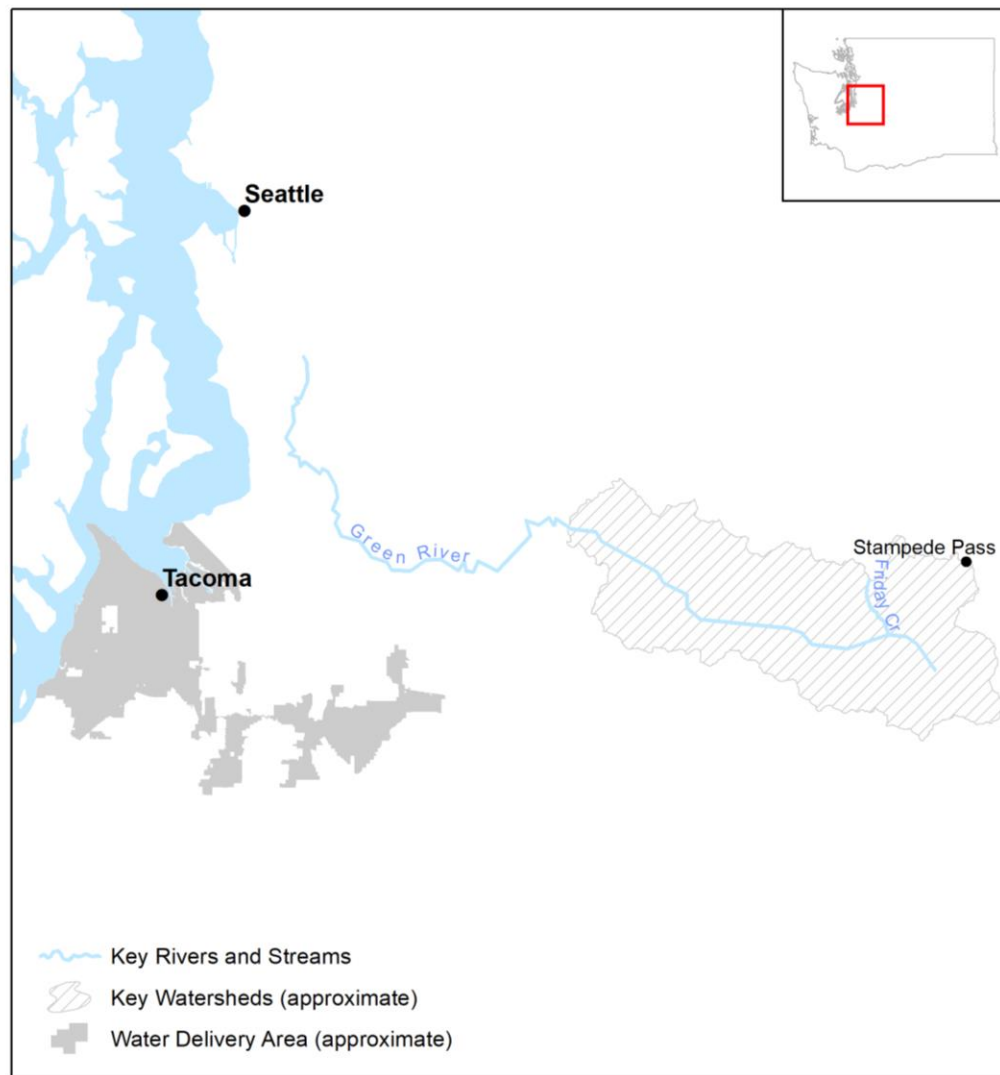 Seattle
Green River
Stampede Pass
Friday Cr
Tacoma
Key Rivers and Streams
Key Watersheds (approximate)
Water Delivery Area (approximate)